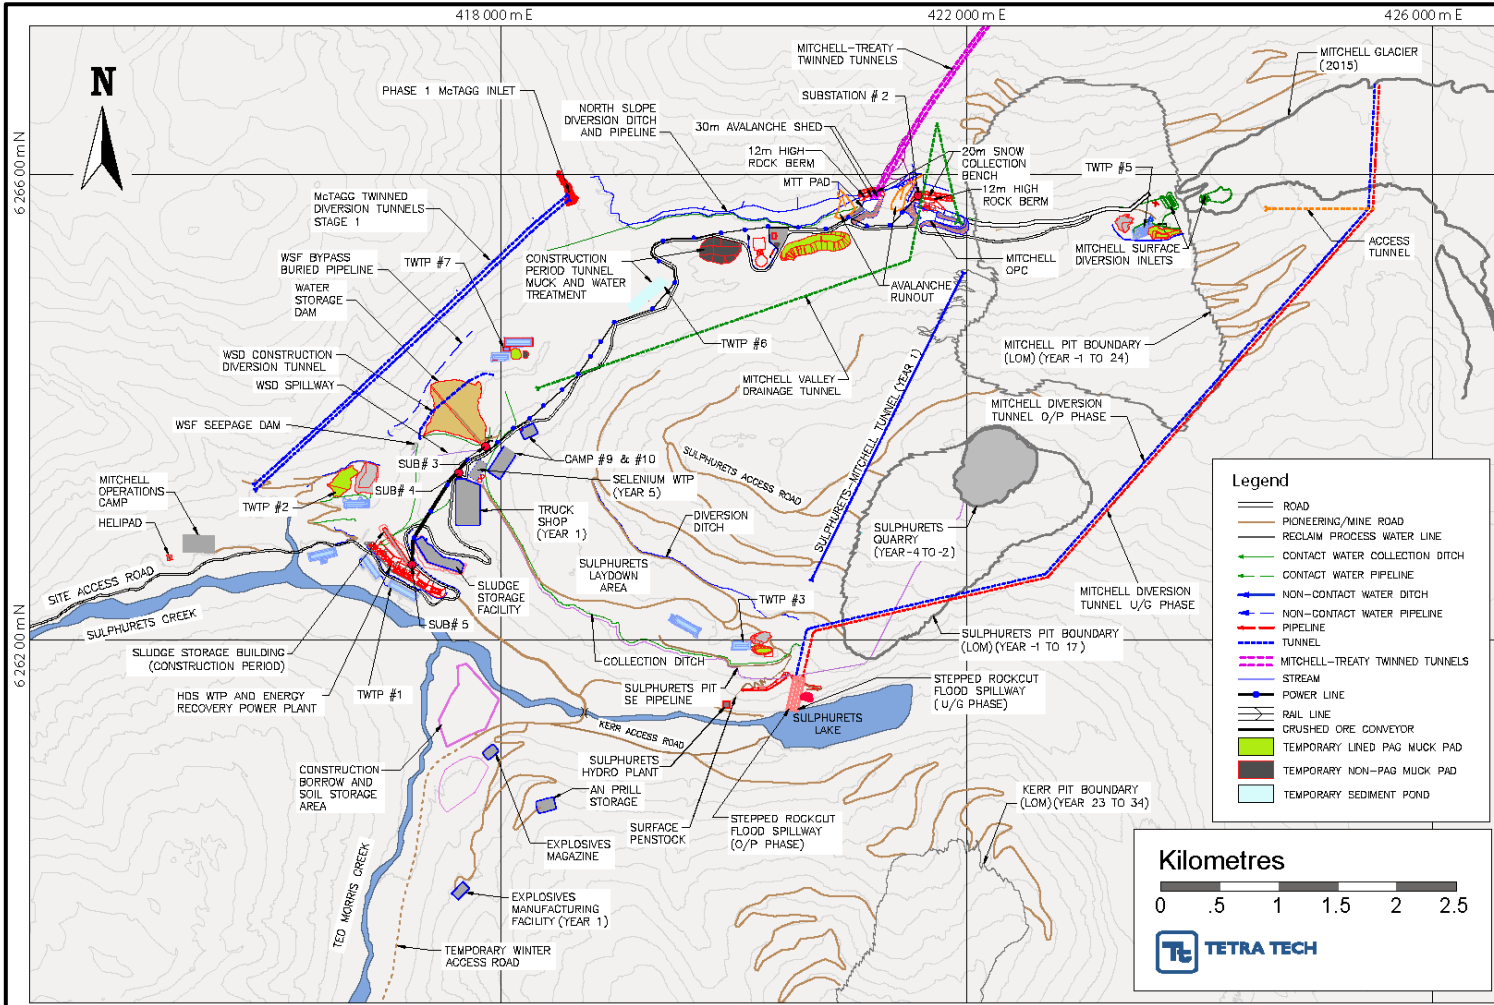 418 000 m E
422 000 m E
426 000 m E
6 266 000 m N
6 262 000 m N
N
MITCHELL-TREATY
TWINNED TUNNELS
MITCHELL GLACIER
(2015)
PHASE 1 McTAGG INLET
SUBSTATION # 2
NORTH SLOPE
DIVERSION DITCH
AND PIPELINE
30m AVALANCHE SHED
12m HIGH
ROCK BERM
20m SNOW
COLLECTION
BENCH
TWTP #5
MTT PAD
12m HIGH
ROCK BERM
McTAGG TWINNED
DIVERSION TUNNELS
STAGE 1
WSF BYPASS
BURIED PIPELINE
TWTP #7
CONSTRUCTION
PERIOD TUNNEL
MUCK AND WATER
TREATMENT
MITCHELL
OPC
MITCHELL SURFACE
DIVERSION INLETS
ACCESS
TUNNEL
WATER
STORAGE
DAM
AVALANCHE
RUNOUT
WSD CONSTRUCTION
DIVERSION TUNNEL
TWTP #6
MITCHELL PIT BOUNDARY
(LOM) (YEAR -1 TO 24)
WSD SPILLWAY
MITCHELL VALLEY
DRAINAGE TUNNEL
SULPHURETS-MITCHELL TUNNEL (YEAR 1)
MITCHELL DIVERSION
TUNNEL O/P PHASE
WSF SEEPAGE DAM
SUB# 3
CAMP #9 & #10
SULPHURETS ACCESS ROAD
MITCHELL
OPERATIONS
CAMP
SUB# 4
SELENIUM WTP
(YEAR 5)
HELIPAD
TWTP #2
TRUCK
SHOP
(YEAR 1)
DIVERSION
DITCH
SULPHURETS
QUARRY
(YEAR -4 TO -2)
SITE ACCESS ROAD
SULPHURETS
LAYDOWN
AREA
SLUDGE
STORAGE
FACILITY
TWTP #3
MITCHELL DIVERSION
TUNNEL U/G PHASE
SULPHURETS CREEK
SUB# 5
SULPHURETS PIT BOUNDARY
(LOM) (YEAR -1 TO 17)
SLUDGE STORAGE BUILDING
(CONSTRUCTION PERIOD)
COLLECTION DITCH
TWTP #1
HDS WTP AND ENERGY
RECOVERY POWER PLANT
SULPHURETS PIT
SE PIPELINE
STEPPED ROCKCUT
FLOOD SPILLWAY
(U/G PHASE)
SULPHURETS
LAKE
KERR ACCESS ROAD
CONSTRUCTION
BORROW AND
SOIL STORAGE
AREA
SULPHURETS
HYDRO PLANT
AN PRILL
STORAGE
KERR PIT BOUNDARY
(LOM) (YEAR 23 TO 34)
SURFACE
PENSTOCK
STEPPED ROCKCUT
FLOOD SPILLWAY
(O/P PHASE)
EXPLOSIVES
MAGAZINE
TED MORRIS CREEK
EXPLOSIVES
MANUFACTURING
FACILITY (YEAR 1)
TEMPORARY WINTER
ACCESS ROAD
Legend
ROAD
PIONEERING/MINE ROAD
RECLAIM PROCESS WATER LINE
CONTACT WATER COLLECTION DITCH
CONTACT WATER PIPELINE
NON-CONTACT WATER DITCH
NON-CONTACT WATER PIPELINE
PIPELINE
TUNNEL
MITCHELL-TREATY TWINNED TUNNELS
STREAM
POWER LINE
RAIL LINE
CRUSHED ORE CONVEYOR
TEMPORARY LINED PAG MUCK PAD
TEMPORARY NON-PAG MUCK PAD
TEMPORARY SEDIMENT POND
Kilometres
0 .5 1 1.5 2 2.5
Tt TETRA TECH